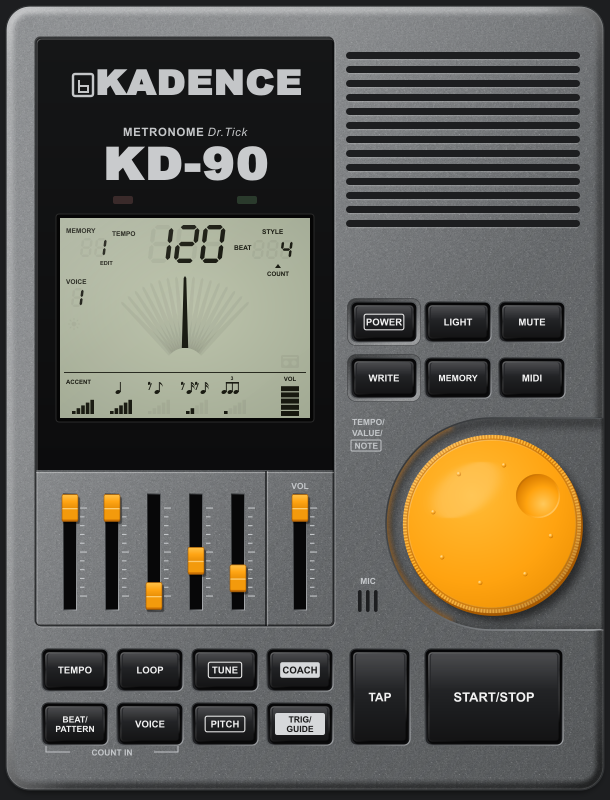 KADENCE
METRONOME Dr.Tick
KD-90
MEMORY
1
TEMPO
120
BEAT
STYLE
4
EDIT
COUNT
VOICE
1
ACCENT
3
VOL
VOL
POWER
LIGHT
MUTE
WRITE
MEMORY
MIDI
TEMPO/
VALUE/
NOTE
MIC
TEMPO
LOOP
TUNE
COACH
BEAT/
PATTERN
VOICE
PITCH
TRIG/
GUIDE
COUNT IN
TAP
START/STOP